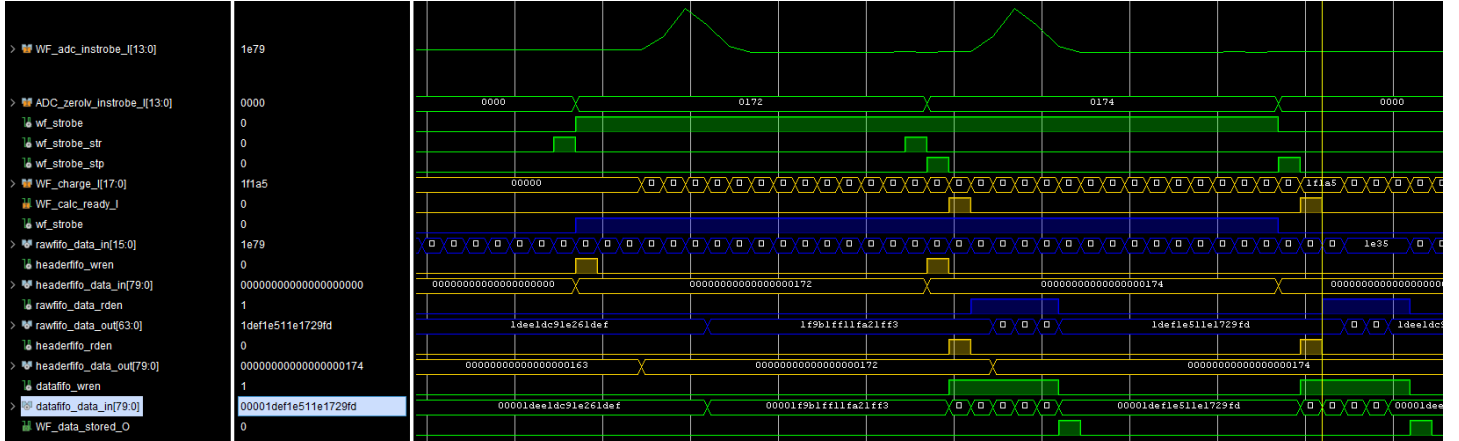 WF_adc_instrobe_I[13:0] 1e79
ADC_zerolv_instrobe_I[13:0] 0000 0000 0172 0174 0000
wf_strobe 0
wf_strobe_str 0
wf_strobe_stp 0
WF_charge_I[17:0] 1f1a5 00000 1f1a5
WF_calc_ready_I 0
wf_strobe 0
rawfifo_data_in[15:0] 1e79 1e35
headerfifo_wren 0
headerfifo_data_in[79:0] 00000000000000000000 00000000000000000000 00000000000000000172 00000000000000000174
rawfifo_data_rden 1
rawfifo_data_out[63:0] 1def1e511e1729fd 1dee1dc91e261def 1f9b1ff11fa21ff3 1def1e511e1729fd 1dee1dc9
headerfifo_rden 0
headerfifo_data_out[79:0] 00000000000000000174 00000000000000000163 00000000000000000172 00000000000000000174
datafifo_wren 1
datafifo_data_in[79:0] 00001def1e511e1729fd 00001dee1dc91e261def 00001f9b1ff11fa21ff3 00001def1e511e1729fd 00001dee
WF_data_stored_O 0